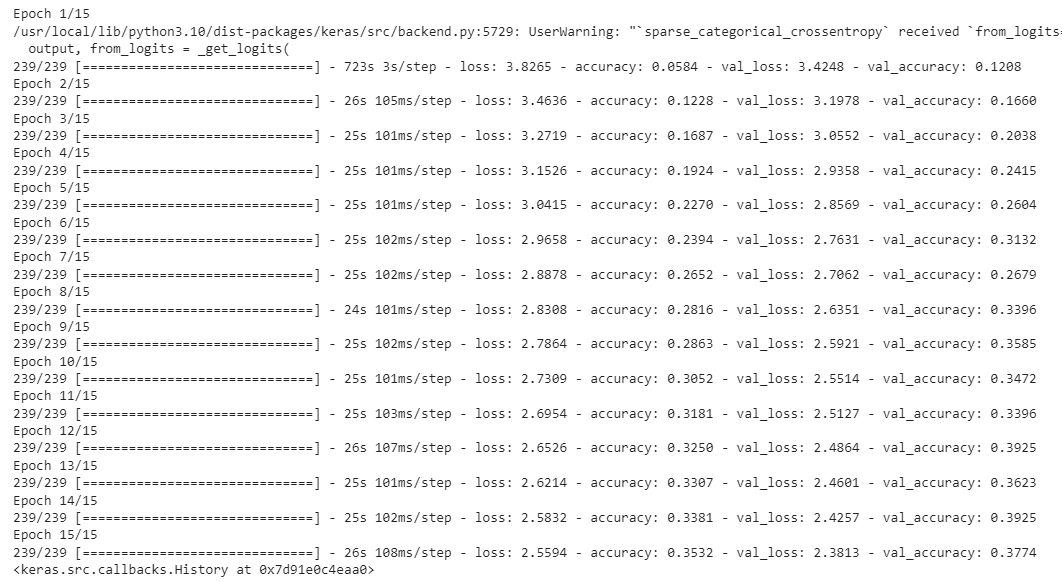 Epoch 1/15
/usr/local/lib/python3.10/dist-packages/keras/src/backend.py:5729: UserWarning: "`sparse_categorical_crossentropy` received `from_logits=
output, from_logits = _get_logits(
239/239 [==============================] - 723s 3s/step - loss: 3.8265 - accuracy: 0.0584 - val_loss: 3.4248 - val_accuracy: 0.1208
Epoch 2/15
239/239 [==============================] - 26s 105ms/step - loss: 3.4636 - accuracy: 0.1228 - val_loss: 3.1978 - val_accuracy: 0.1660
Epoch 3/15
239/239 [==============================] - 25s 101ms/step - loss: 3.2719 - accuracy: 0.1687 - val_loss: 3.0552 - val_accuracy: 0.2038
Epoch 4/15
239/239 [==============================] - 25s 101ms/step - loss: 3.1526 - accuracy: 0.1924 - val_loss: 2.9358 - val_accuracy: 0.2415
Epoch 5/15
239/239 [==============================] - 25s 101ms/step - loss: 3.0415 - accuracy: 0.2270 - val_loss: 2.8569 - val_accuracy: 0.2604
Epoch 6/15
239/239 [==============================] - 25s 102ms/step - loss: 2.9658 - accuracy: 0.2394 - val_loss: 2.7631 - val_accuracy: 0.3132
Epoch 7/15
239/239 [==============================] - 25s 102ms/step - loss: 2.8878 - accuracy: 0.2652 - val_loss: 2.7062 - val_accuracy: 0.2679
Epoch 8/15
239/239 [==============================] - 24s 101ms/step - loss: 2.8308 - accuracy: 0.2816 - val_loss: 2.6351 - val_accuracy: 0.3396
Epoch 9/15
239/239 [==============================] - 25s 102ms/step - loss: 2.7864 - accuracy: 0.2863 - val_loss: 2.5921 - val_accuracy: 0.3585
Epoch 10/15
239/239 [==============================] - 25s 101ms/step - loss: 2.7309 - accuracy: 0.3052 - val_loss: 2.5514 - val_accuracy: 0.3472
Epoch 11/15
239/239 [==============================] - 25s 103ms/step - loss: 2.6954 - accuracy: 0.3181 - val_loss: 2.5127 - val_accuracy: 0.3396
Epoch 12/15
239/239 [==============================] - 26s 107ms/step - loss: 2.6526 - accuracy: 0.3250 - val_loss: 2.4864 - val_accuracy: 0.3925
Epoch 13/15
239/239 [==============================] - 25s 101ms/step - loss: 2.6214 - accuracy: 0.3307 - val_loss: 2.4601 - val_accuracy: 0.3623
Epoch 14/15
239/239 [==============================] - 25s 102ms/step - loss: 2.5832 - accuracy: 0.3381 - val_loss: 2.4257 - val_accuracy: 0.3925
Epoch 15/15
239/239 [==============================] - 26s 108ms/step - loss: 2.5594 - accuracy: 0.3532 - val_loss: 2.3813 - val_accuracy: 0.3774
<keras.src.callbacks.History at 0x7d91e0c4eaa0>